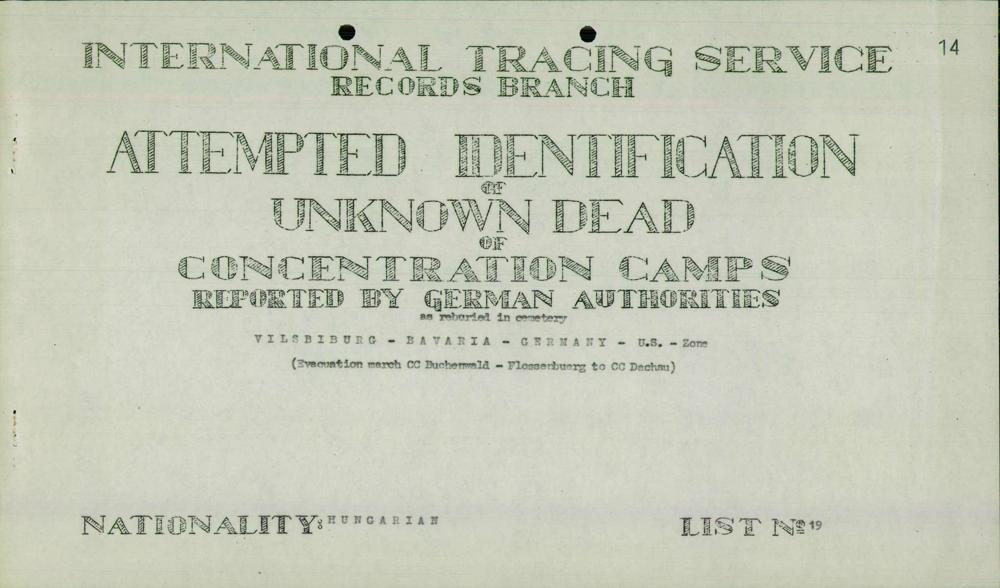 14
INTERNATIONAL TRACING SERVICE
RECORDS BRANCH
ATTEMPTED IDENTIFICATION
OF
UNKNOWN DEAD
OF
CONCENTRATION CAMPS
REPORTED BY GERMAN AUTHORITIES
as reburied in cemetery
VILSBIBURG - BAVARIA - GERMANY - U.S. - Zone
(Evacuation march CC Buchenwald - Flossenbuerg to CC Dachau)
NATIONALITY: HUNGARIAN
LIST Nº 19